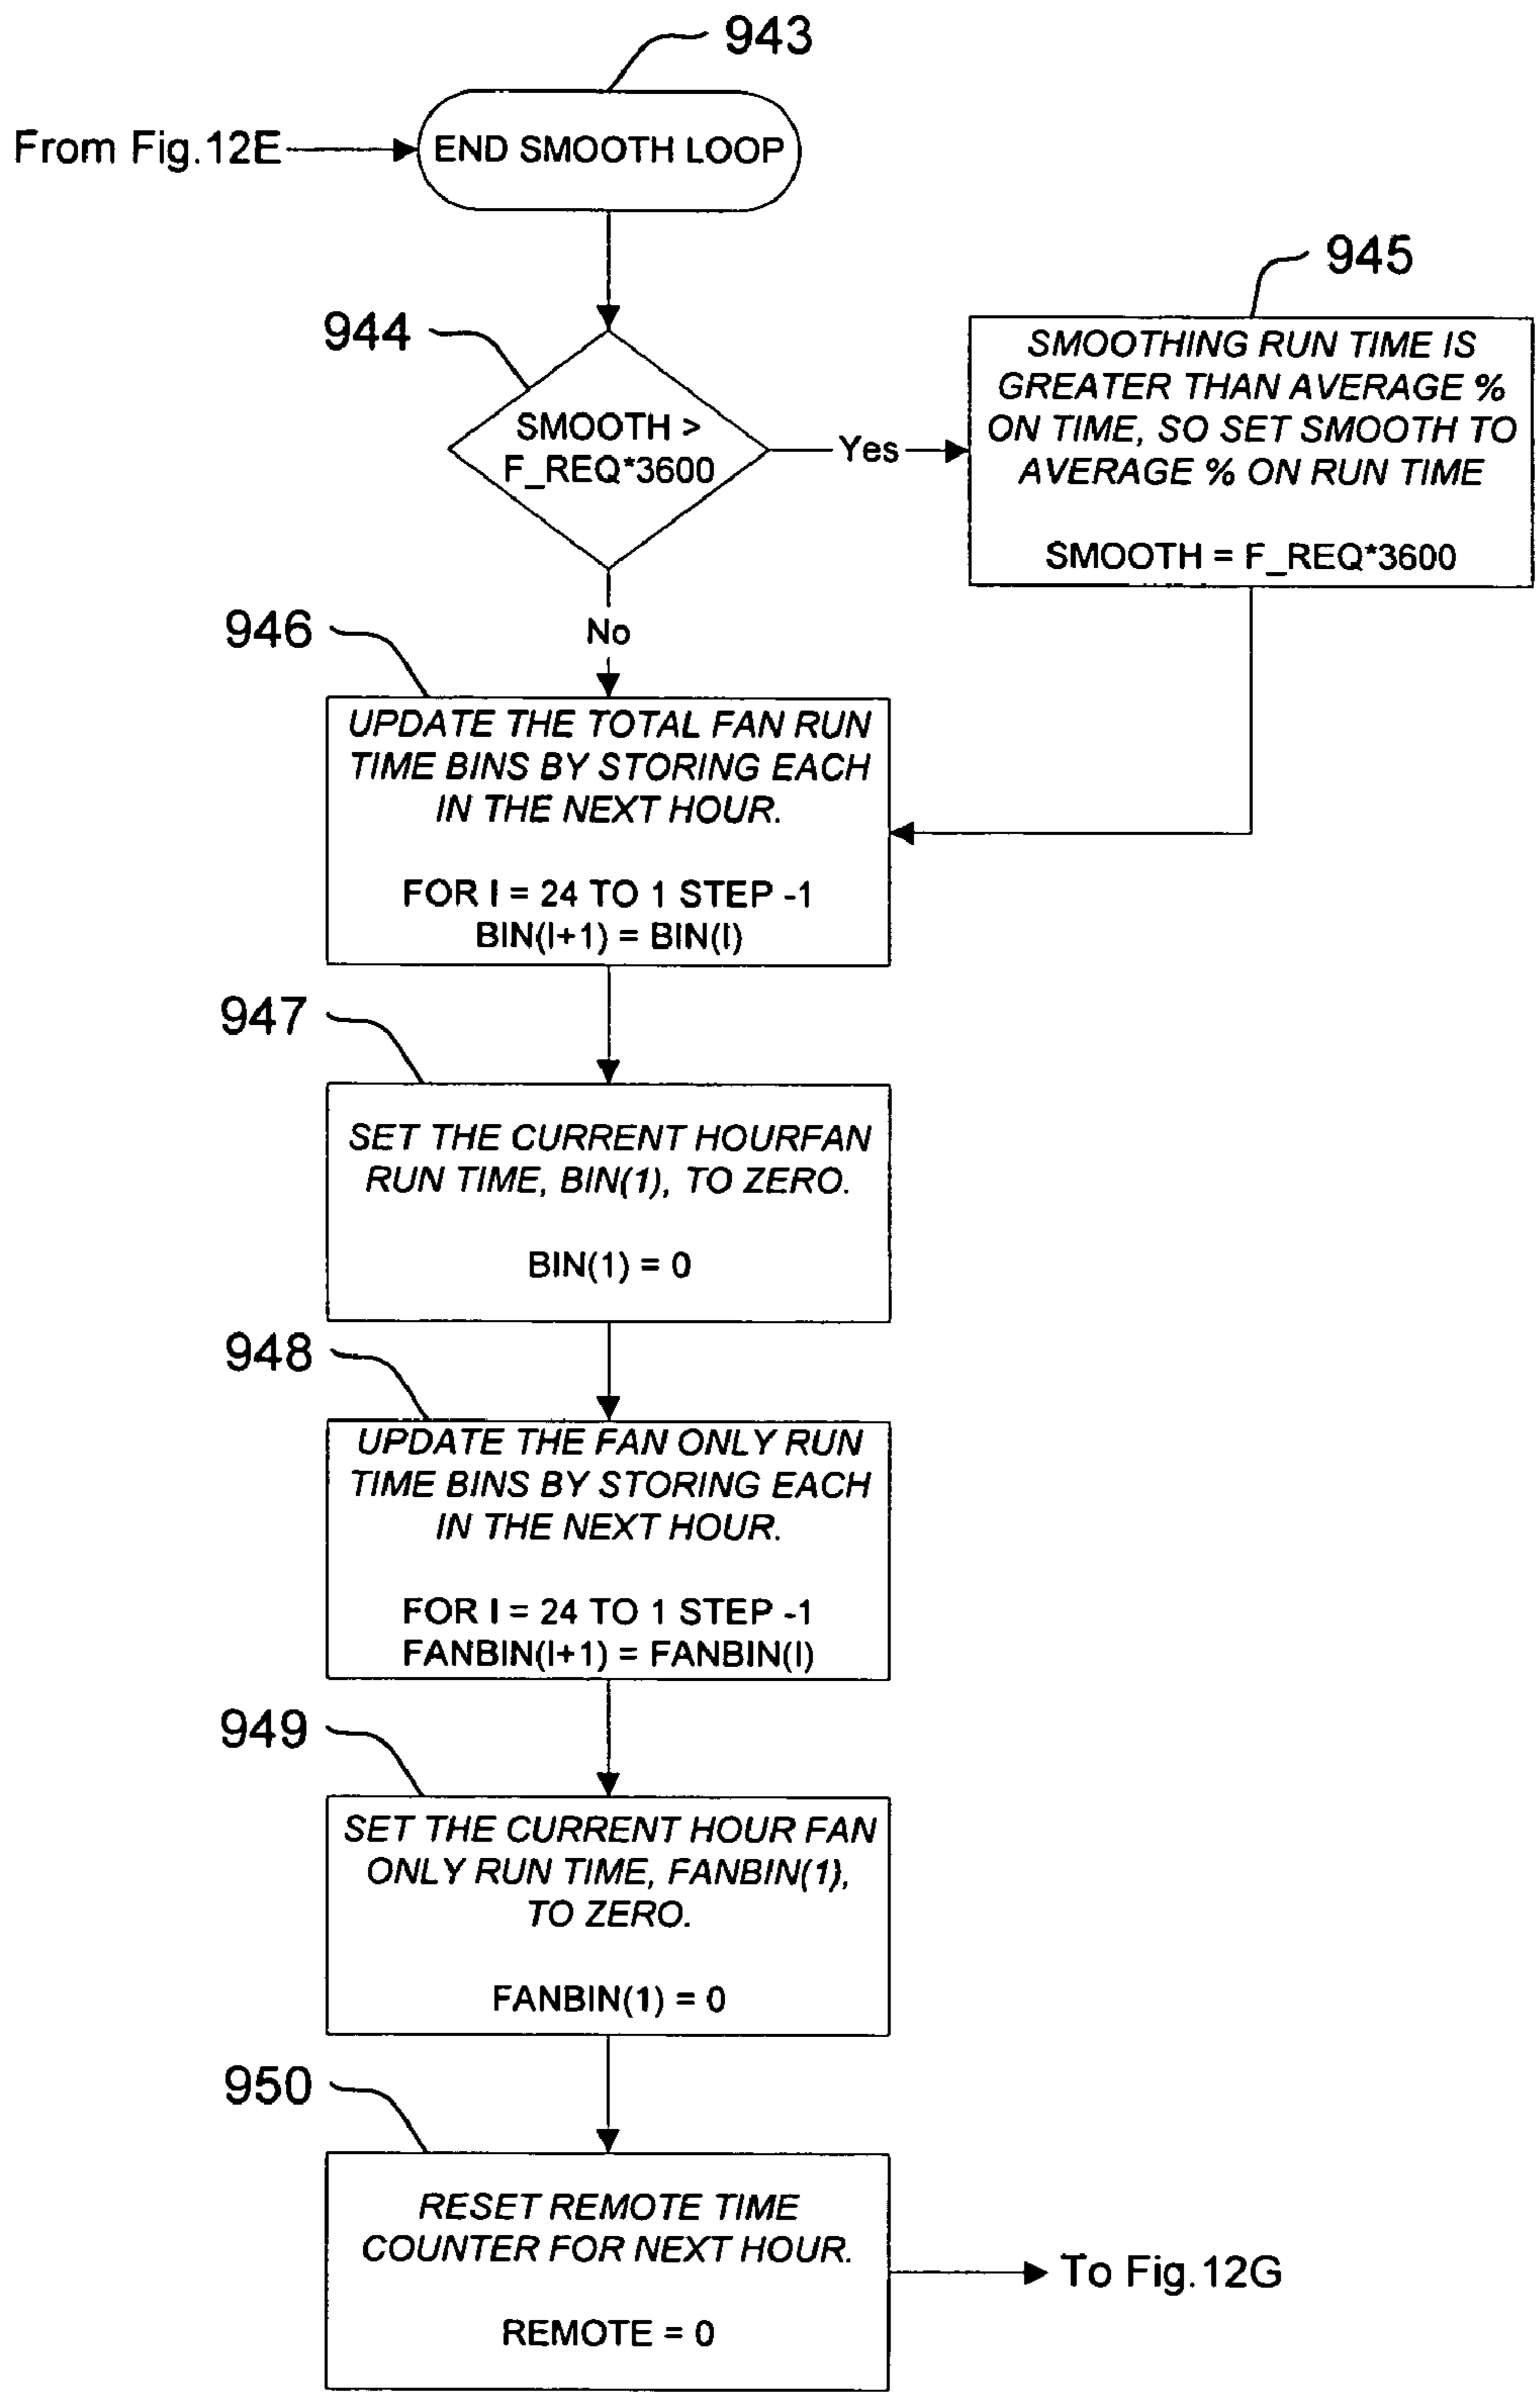 943
From Fig.12E
END SMOOTH LOOP
944
SMOOTH >
F_REQ*3600
Yes
945
SMOOTHING RUN TIME IS
GREATER THAN AVERAGE %
ON TIME, SO SET SMOOTH TO
AVERAGE % ON RUN TIME
SMOOTH = F_REQ*3600
No
946
UPDATE THE TOTAL FAN RUN
TIME BINS BY STORING EACH
IN THE NEXT HOUR.
FOR I = 24 TO 1 STEP -1
BIN(I+1) = BIN(I)
947
SET THE CURRENT HOURFAN
RUN TIME, BIN(1), TO ZERO.
BIN(1) = 0
948
UPDATE THE FAN ONLY RUN
TIME BINS BY STORING EACH
IN THE NEXT HOUR.
FOR I = 24 TO 1 STEP -1
FANBIN(I+1) = FANBIN(I)
949
SET THE CURRENT HOUR FAN
ONLY RUN TIME, FANBIN(1),
TO ZERO.
FANBIN(1) = 0
950
RESET REMOTE TIME
COUNTER FOR NEXT HOUR.
REMOTE = 0
To Fig.12G